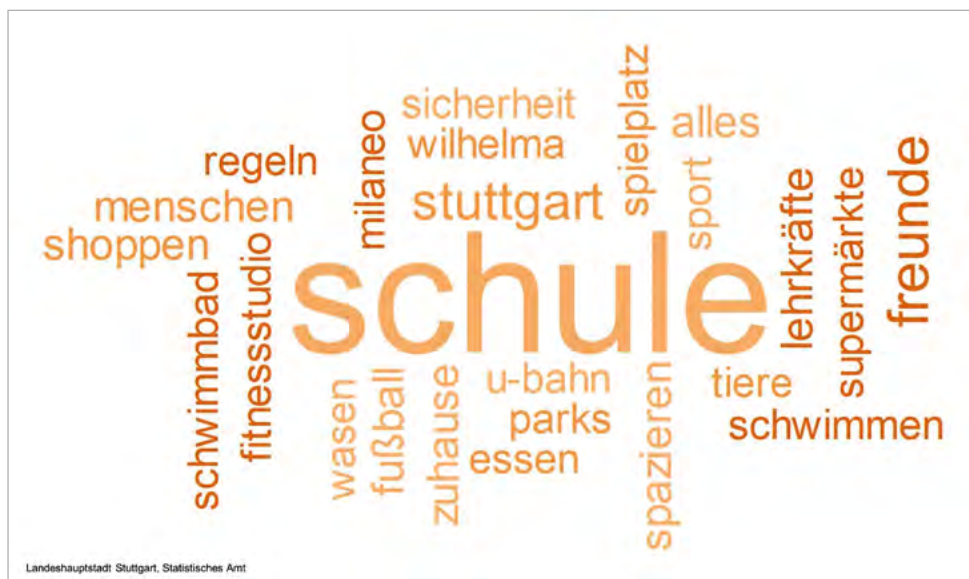 sicherheit
spielplatz
alles
milaneo
wilhelma
regeln
freunde
sport
lehrkräfte
supermärkte
menschen
stuttgart
shoppen
fitnessstudio
schule
schwimmbad
wasen
fußball
zuhause
u-bahn
spazieren
tiere
parks
schwimmen
essen
Landeshauptstadt Stuttgart, Statistisches Amt